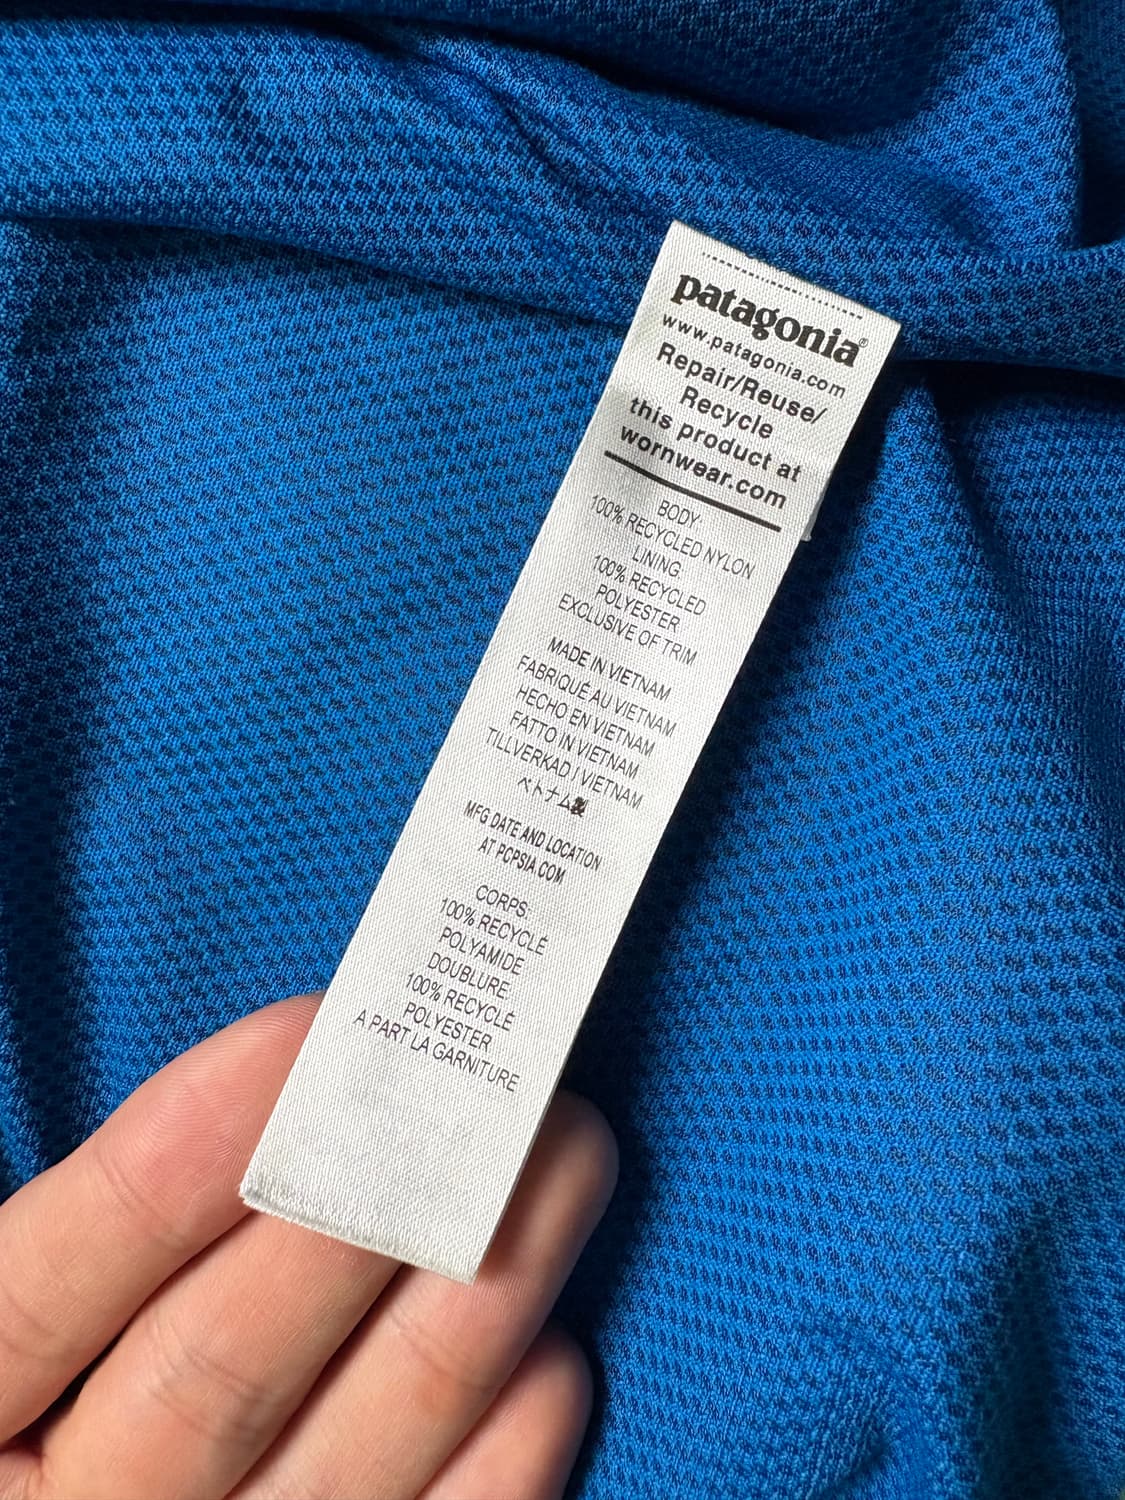 patagonia®
www.patagonia.com
Repair/Reuse/
Recycle
this product at
wornwear.com
BODY:
100% RECYCLED NYLON
LINING:
100% RECYCLED
POLYESTER
EXCLUSIVE OF TRIM
MADE IN VIETNAM
FABRIQUÉ AU VIETNAM
HECHO EN VIETNAM
FATTO IN VIETNAM
TILLVERKAD I VIETNAM
ベトナム製
MFG DATE AND LOCATION
AT PCPSIA.COM
CORPS:
100% RECYCLÉ
POLYAMIDE
DOUBLURE:
100% RECYCLÉ
POLYESTER
A PART LA GARNITURE